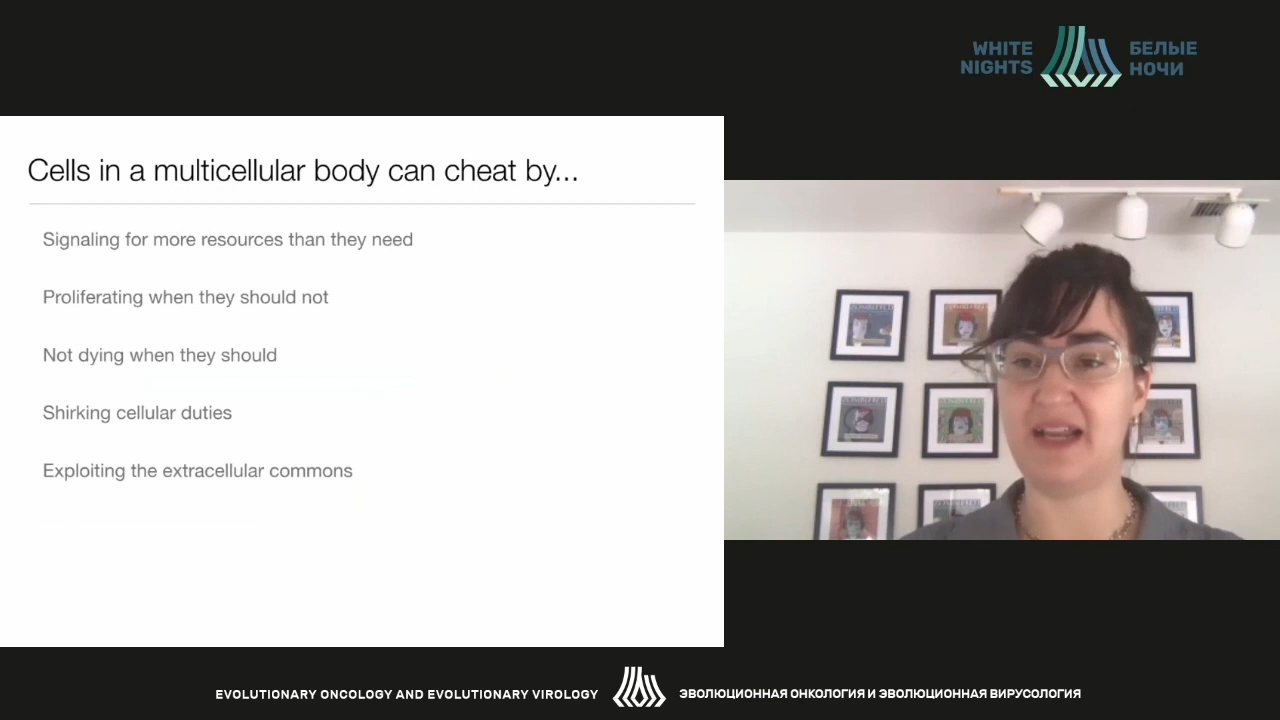 WHITE
NIGHTS
БЕЛЫЕ
НОЧИ
Cells in a multicellular body can cheat by...
Signaling for more resources than they need
Proliferating when they should not
Not dying when they should
Shirking cellular duties
Exploiting the extracellular commons
EVOLUTIONARY ONCOLOGY AND EVOLUTIONARY VIROLOGY
ЭВОЛЮЦИОННАЯ ОНКОЛОГИЯ И ЭВОЛЮЦИОННАЯ ВИРУСОЛОГИЯ